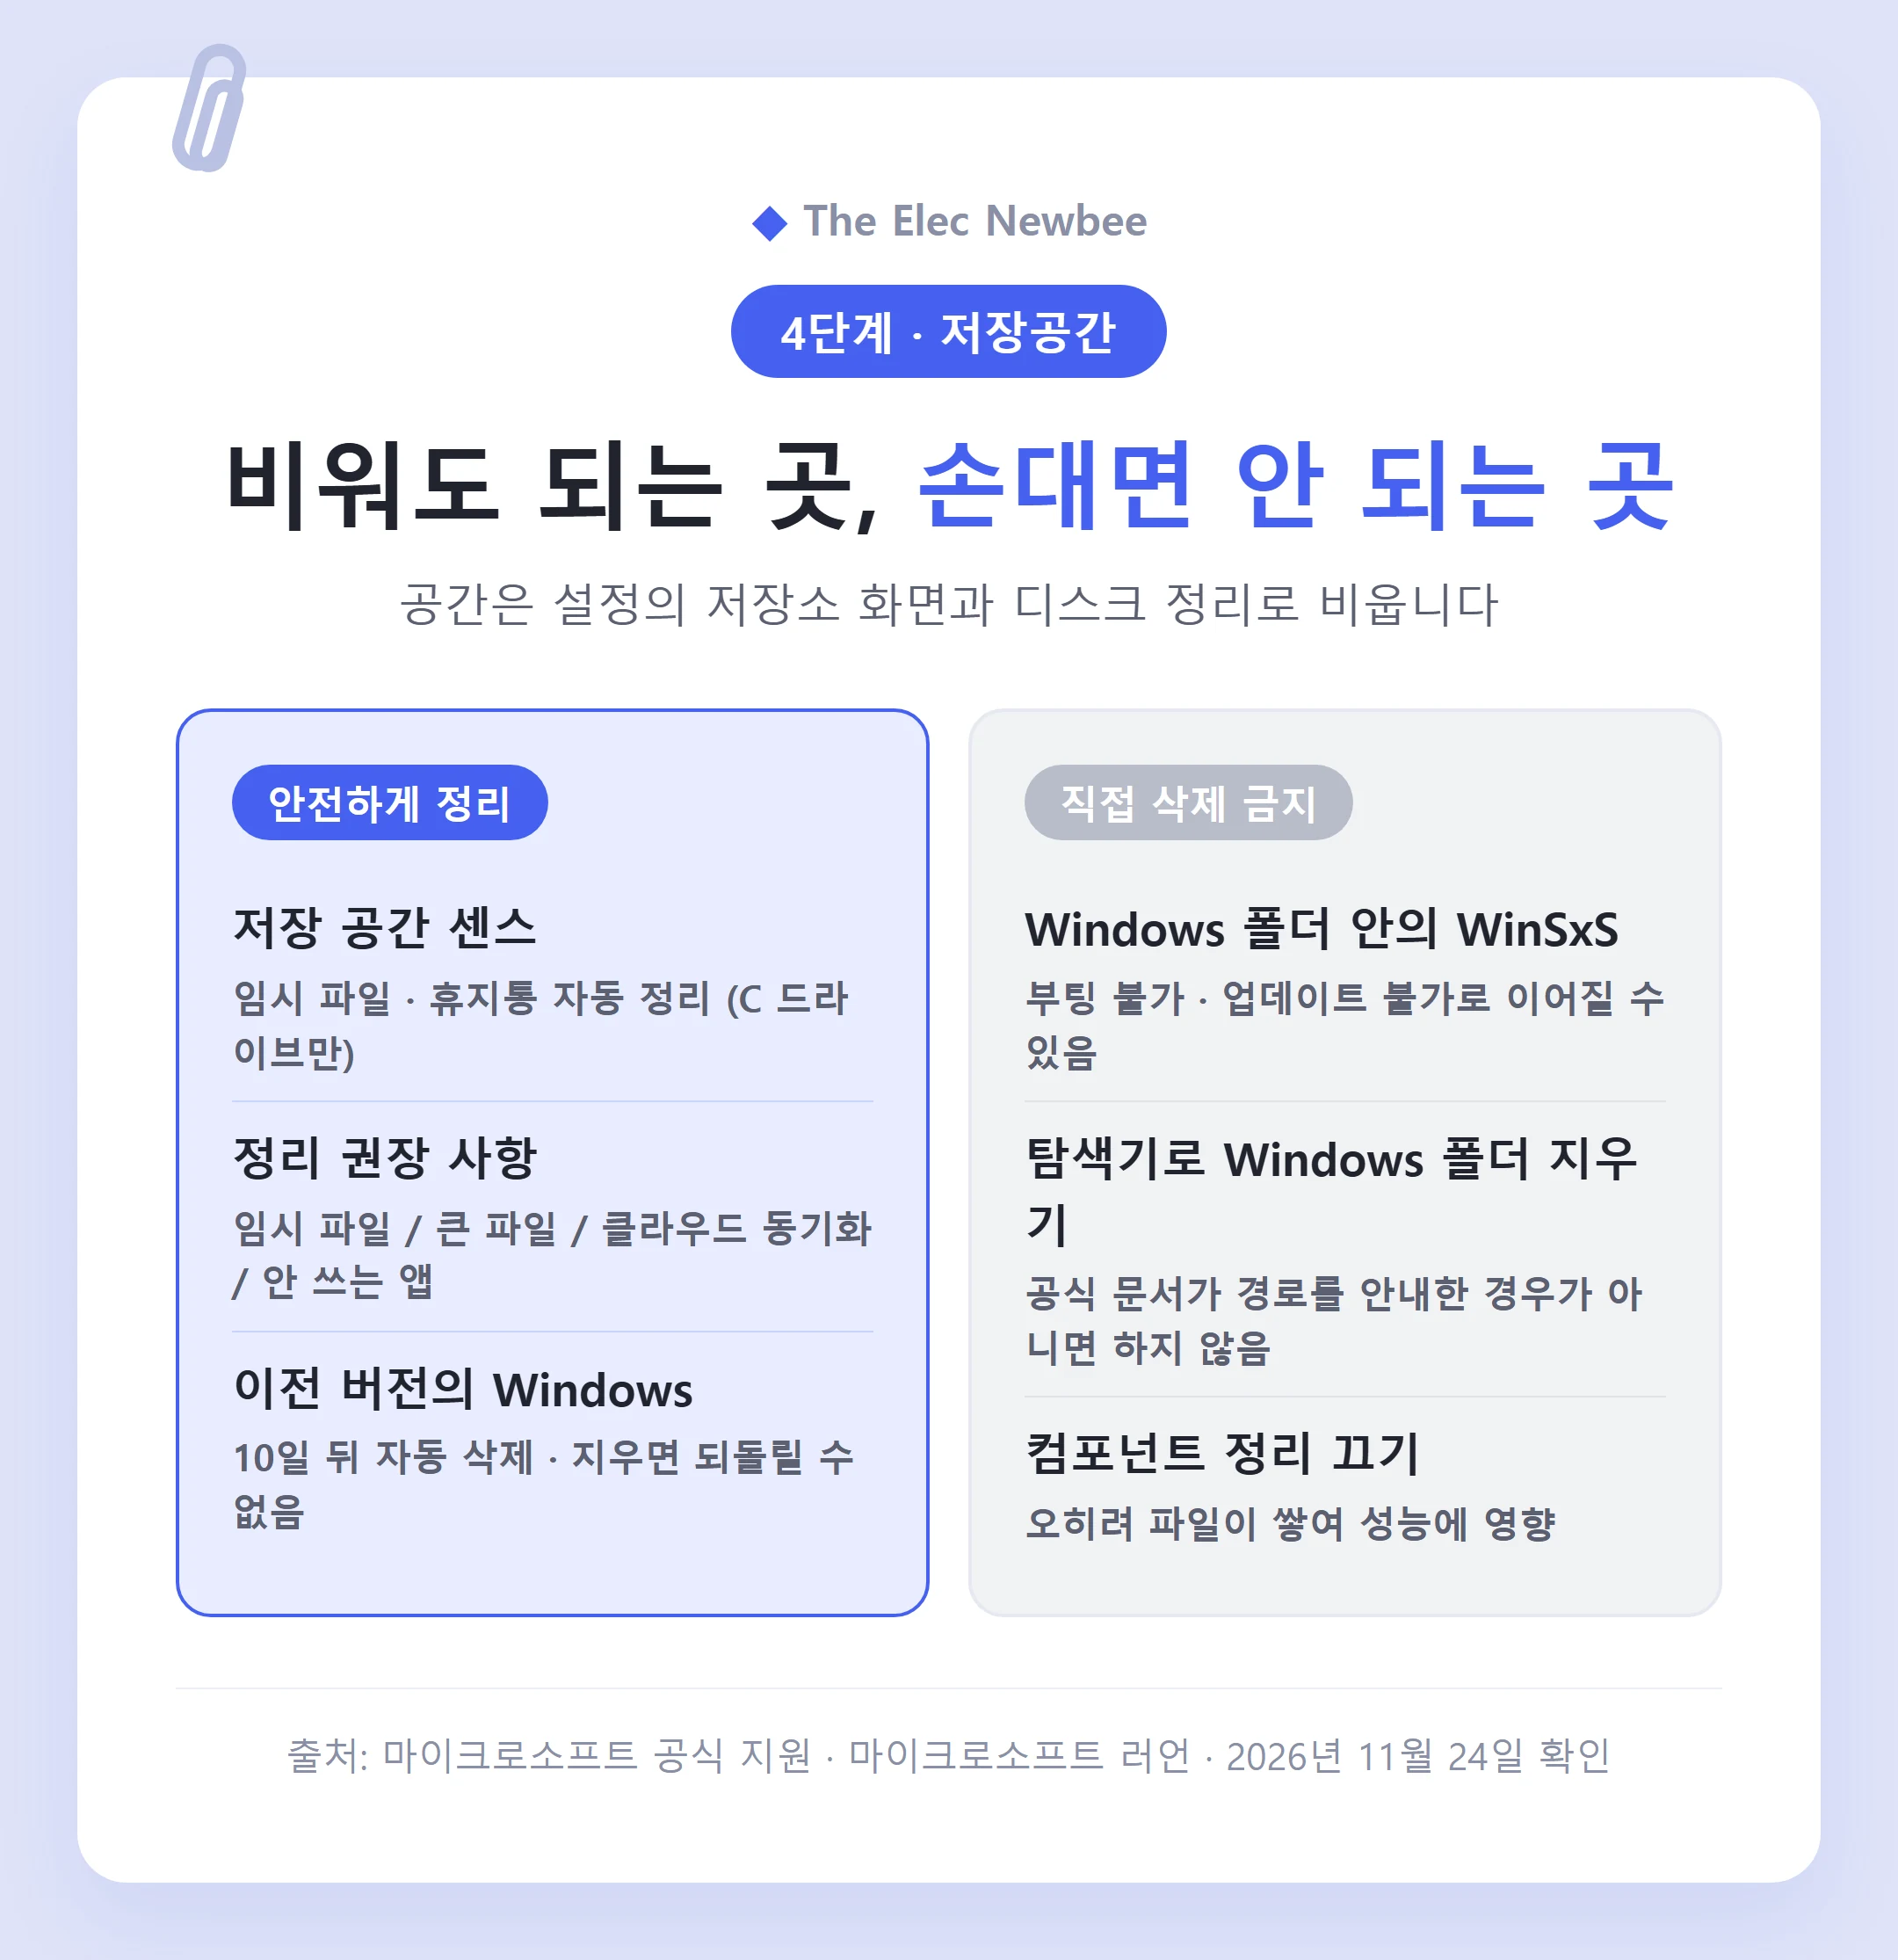 The Elec Newbee
4단계 · 저장공간
비워도 되는 곳, 손대면 안 되는 곳
공간은 설정의 저장소 화면과 디스크 정리로 비웁니다
안전하게 정리
저장 공간 센스
임시 파일 · 휴지통 자동 정리 (C 드라
이브만)
정리 권장 사항
임시 파일 / 큰 파일 / 클라우드 동기화
/ 안 쓰는 앱
이전 버전의 Windows
10일 뒤 자동 삭제 · 지우면 되돌릴 수
없음
직접 삭제 금지
Windows 폴더 안의 WinSxS
부팅 불가 · 업데이트 불가로 이어질 수
있음
탐색기로 Windows 폴더 지우
기
공식 문서가 경로를 안내한 경우가 아
니면 하지 않음
컴포넌트 정리 끄기
오히려 파일이 쌓여 성능에 영향
출처: 마이크로소프트 공식 지원 · 마이크로소프트 러언 · 2026년 11월 24일 확인